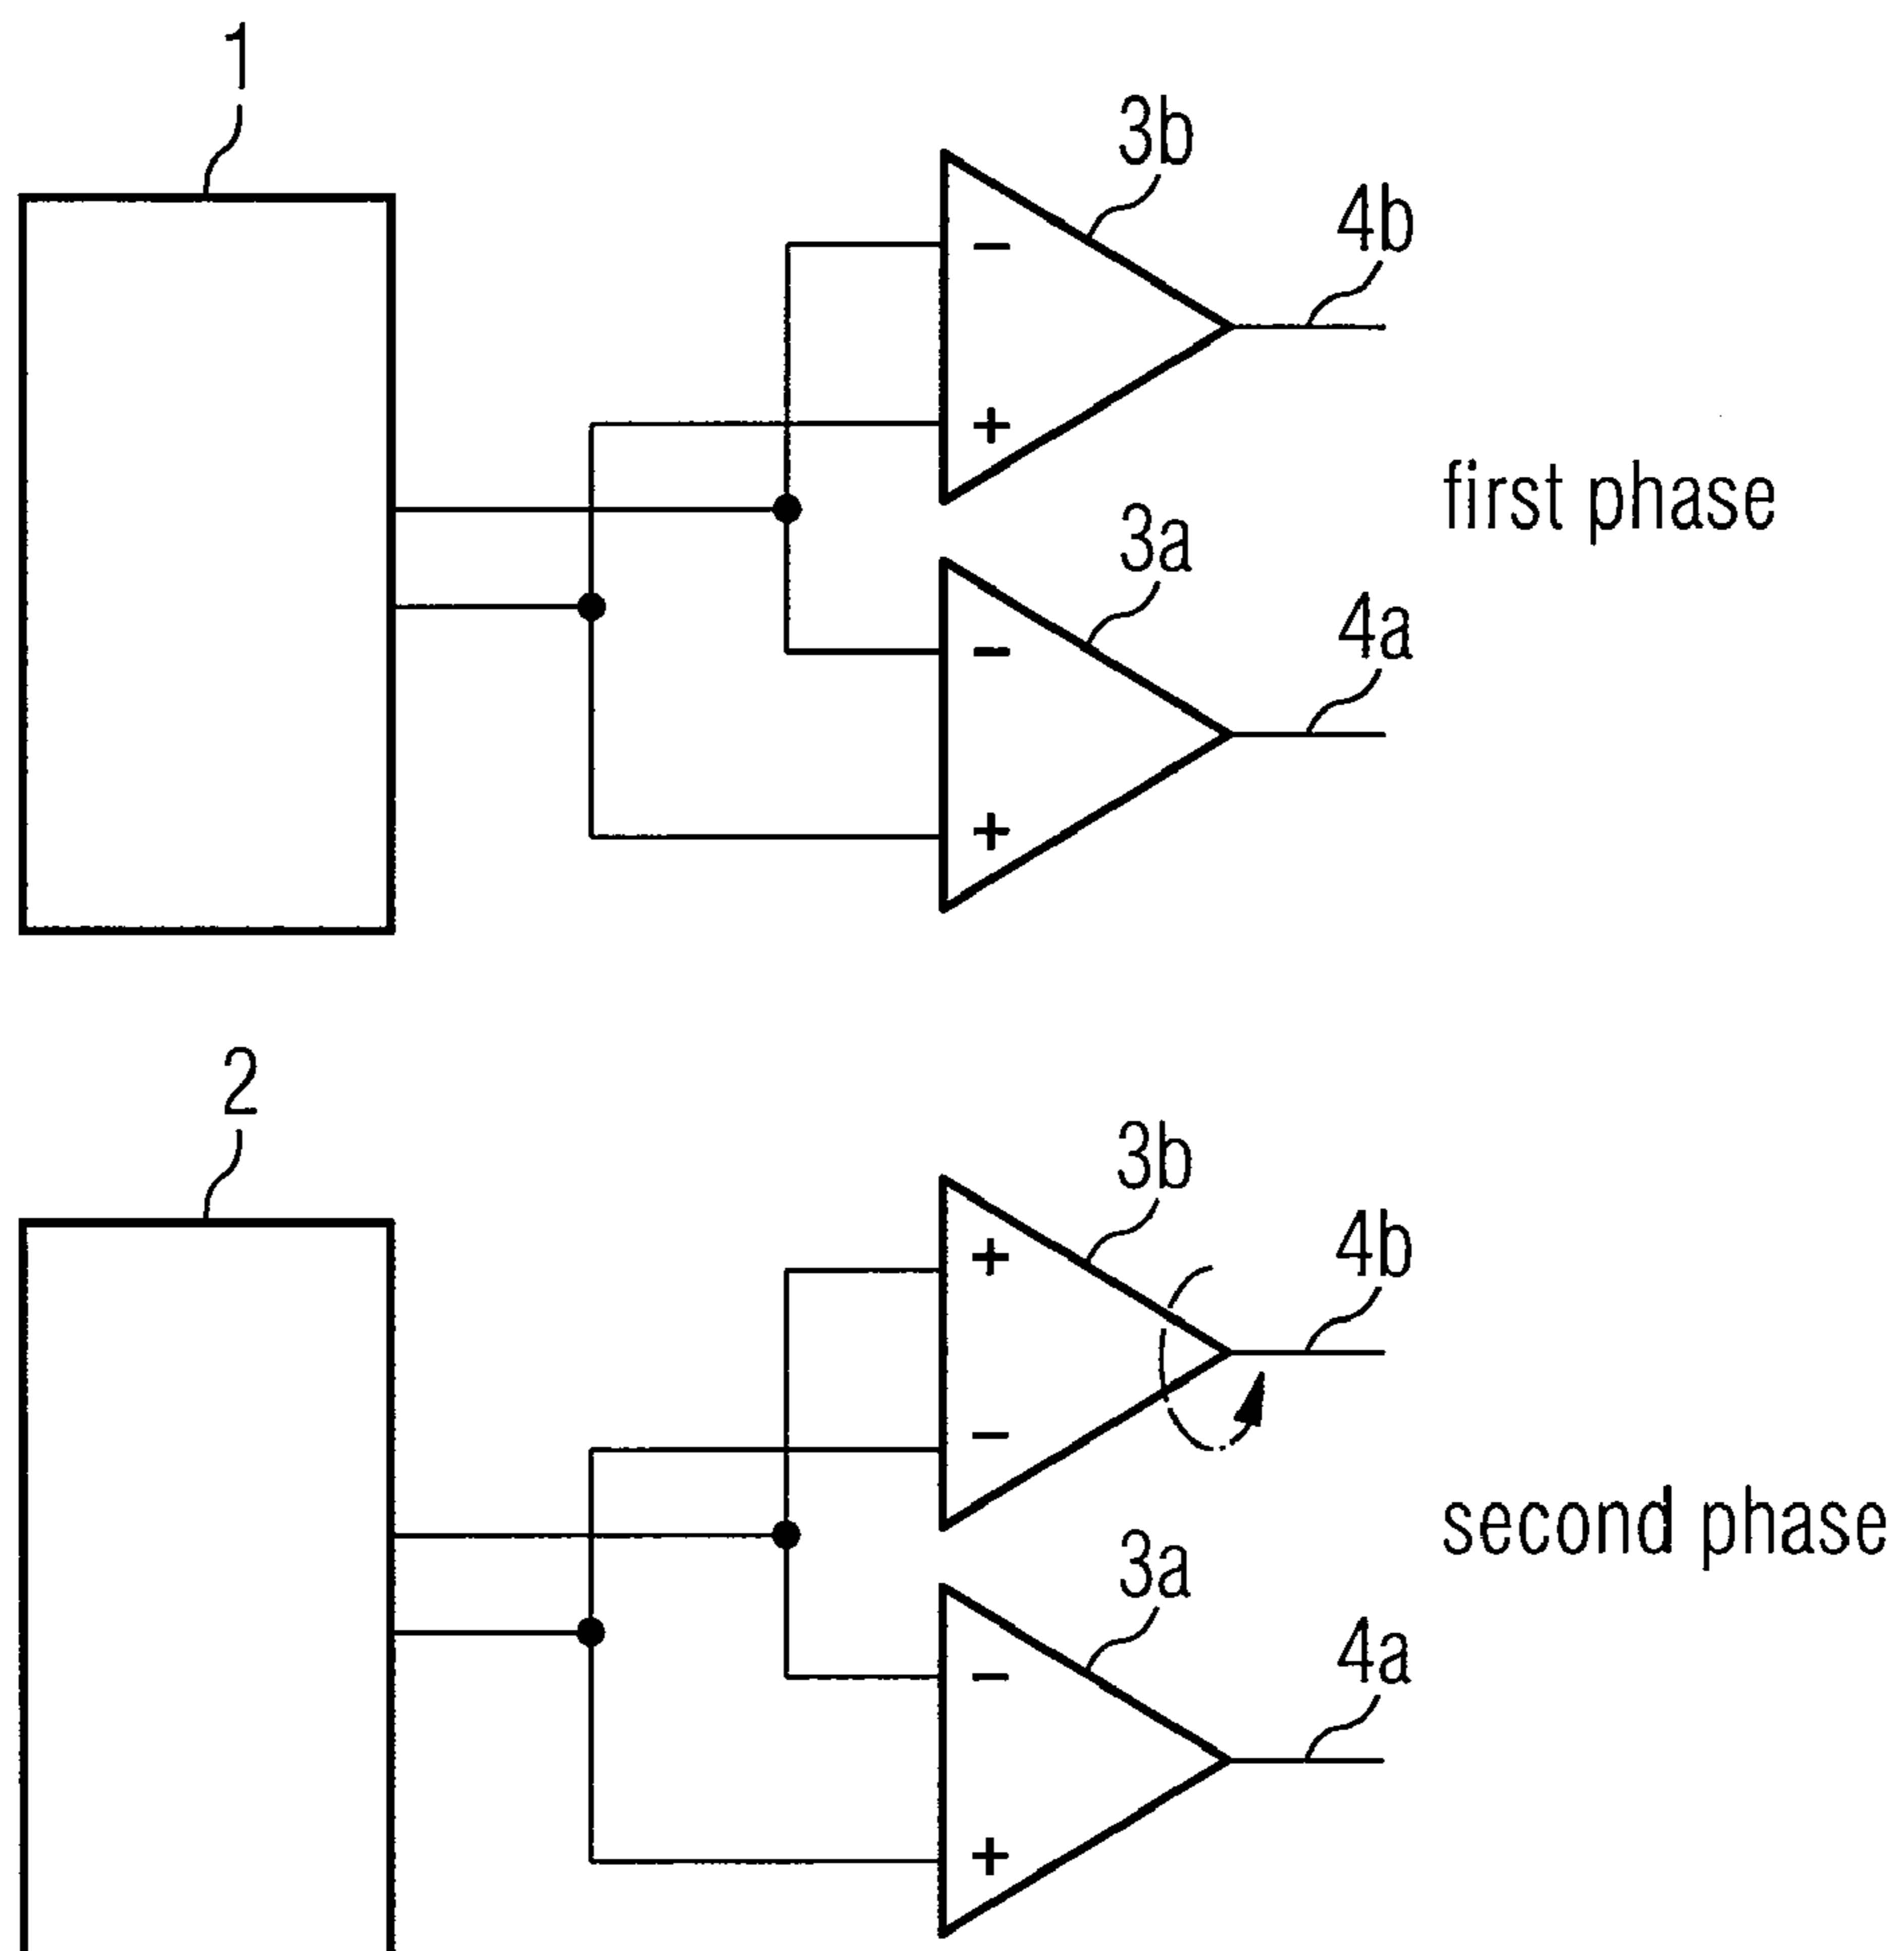 1
3b
4b
−
+
first phase
3a
4a
−
+
2
3b
4b
+
−
second phase
3a
4a
−
+